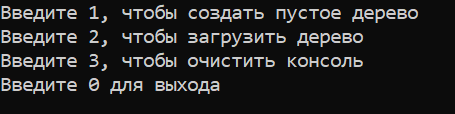 Введите 1, чтобы создать пустое дерево
Введите 2, чтобы загрузить дерево
Введите 3, чтобы очистить консоль
Введите 0 для выхода